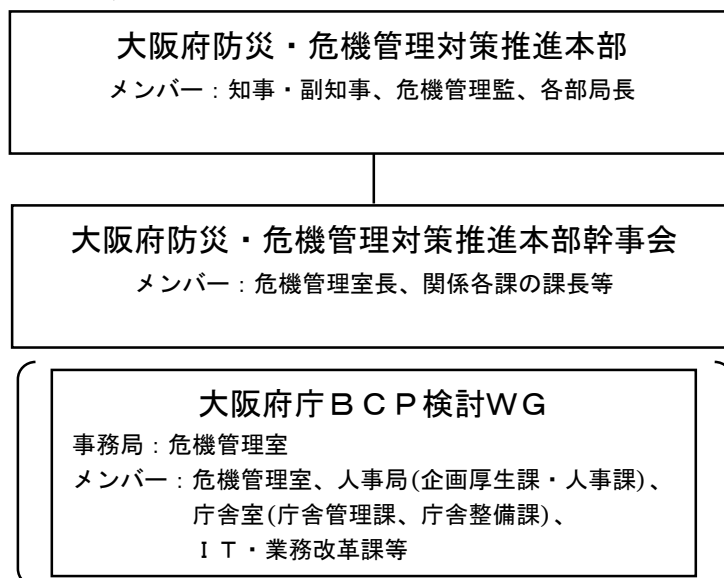 大阪府防災・危機管理対策推進本部
メンバー：知事・副知事、危機管理監、各部局長
大阪府防災・危機管理対策推進本部幹事会
メンバー：危機管理室長、関係各課の課長等
大阪府庁ＢＣＰ検討ＷＧ
事務局：危機管理室
メンバー：危機管理室、人事局(企画厚生課・人事課)、
庁舎室(庁舎管理課、庁舎整備課)、
ＩＴ・業務改革課等